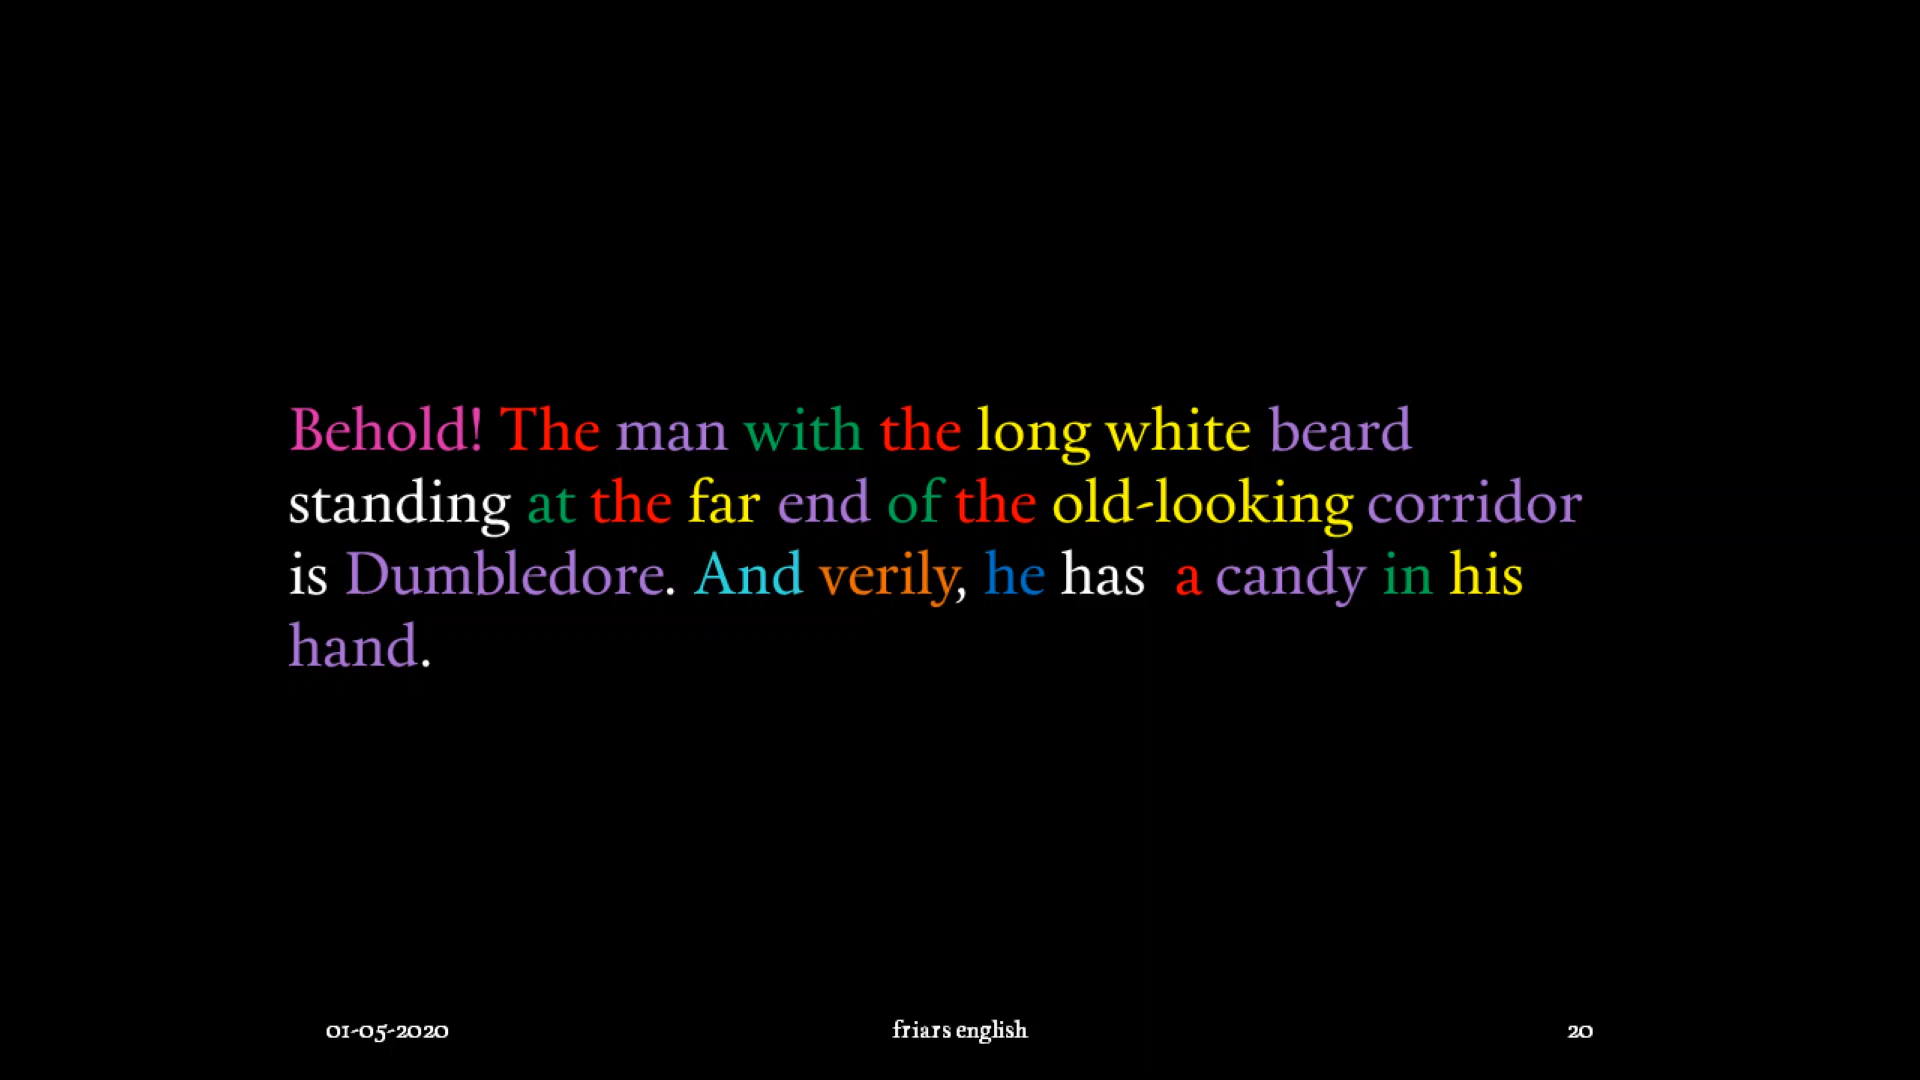 Behold! The man with the long white beard
standing at the far end of the old-looking corridor
is Dumbledore. And verily, he has  a candy in his
hand.
01-05-2020
friars english
20